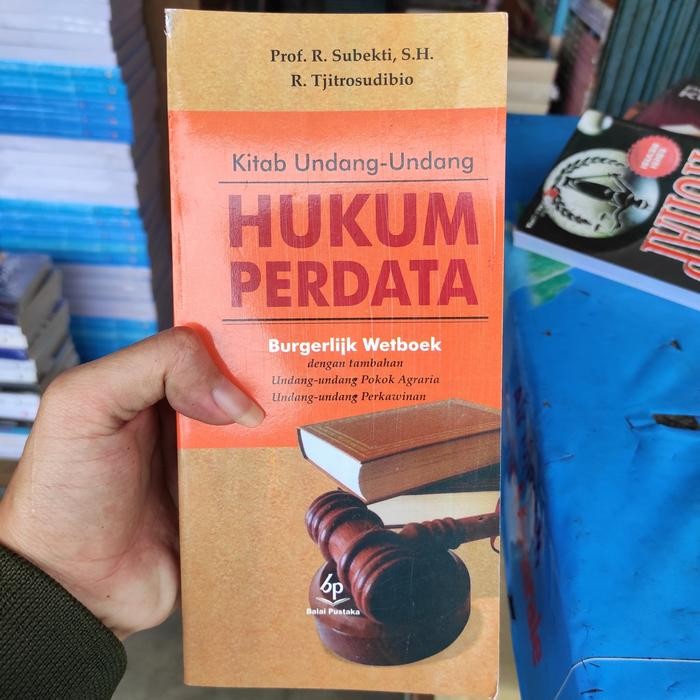 Prof. R. Subekti, S.H.
R. Tjitrosudibio
Kitab Undang-Undang
HUKUM
PERDATA
Burgerlijk Wetboek
dengan tambahan
Undang-undang Pokok Agraria
Undang-undang Perkawinan
bp
Balai Pustaka